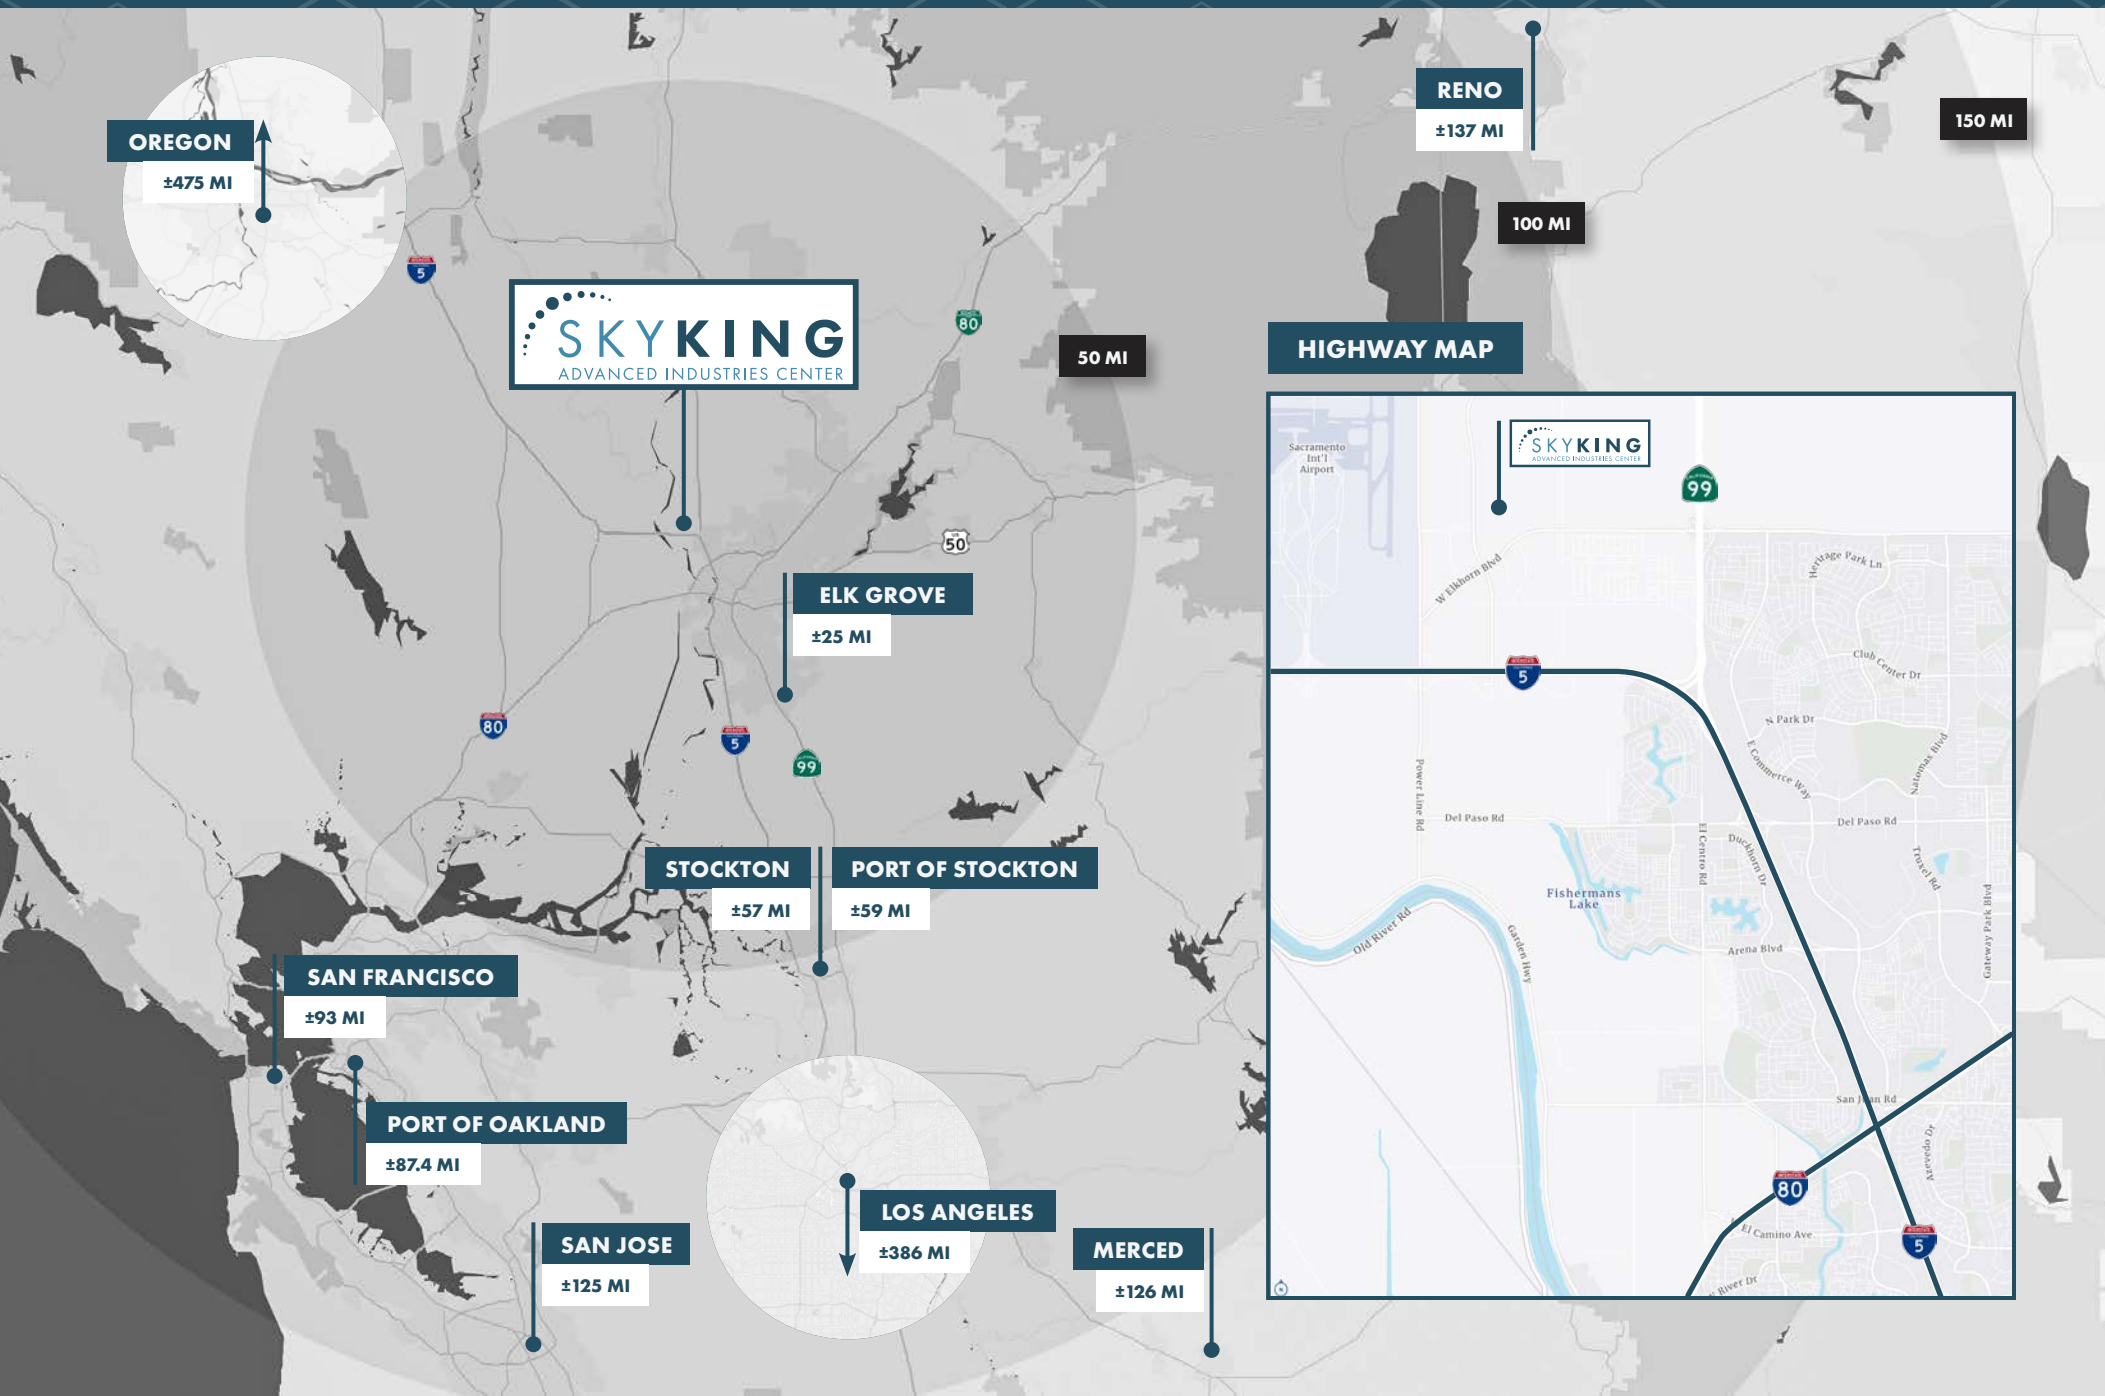 OREGON
±475 MI
RENO
±137 MI
150 MI
100 MI
50 MI
5
80
SKYKING
ADVANCED INDUSTRIES CENTER
50
ELK GROVE
±25 MI
80
5
99
STOCKTON
±57 MI
PORT OF STOCKTON
±59 MI
SAN FRANCISCO
±93 MI
PORT OF OAKLAND
±87.4 MI
SAN JOSE
±125 MI
LOS ANGELES
±386 MI
MERCED
±126 MI
HIGHWAY MAP
Sacramento
Int'l
Airport
SKYKING
ADVANCED INDUSTRIES CENTER
99
W Elkhorn Blvd
Heritage Park Ln
Club Center Dr
5
N Park Dr
E Commerce Way
Natomas Blvd
Power Line Rd
Del Paso Rd
Del Paso Rd
El Centro Rd
Duckhorn Dr
Truxel Rd
Fishermans
Lake
Gateway Park Blvd
Old River Rd
Garden Hwy
Arena Blvd
San Juan Rd
Azevedo Dr
80
El Camino Ave
5
River Dr